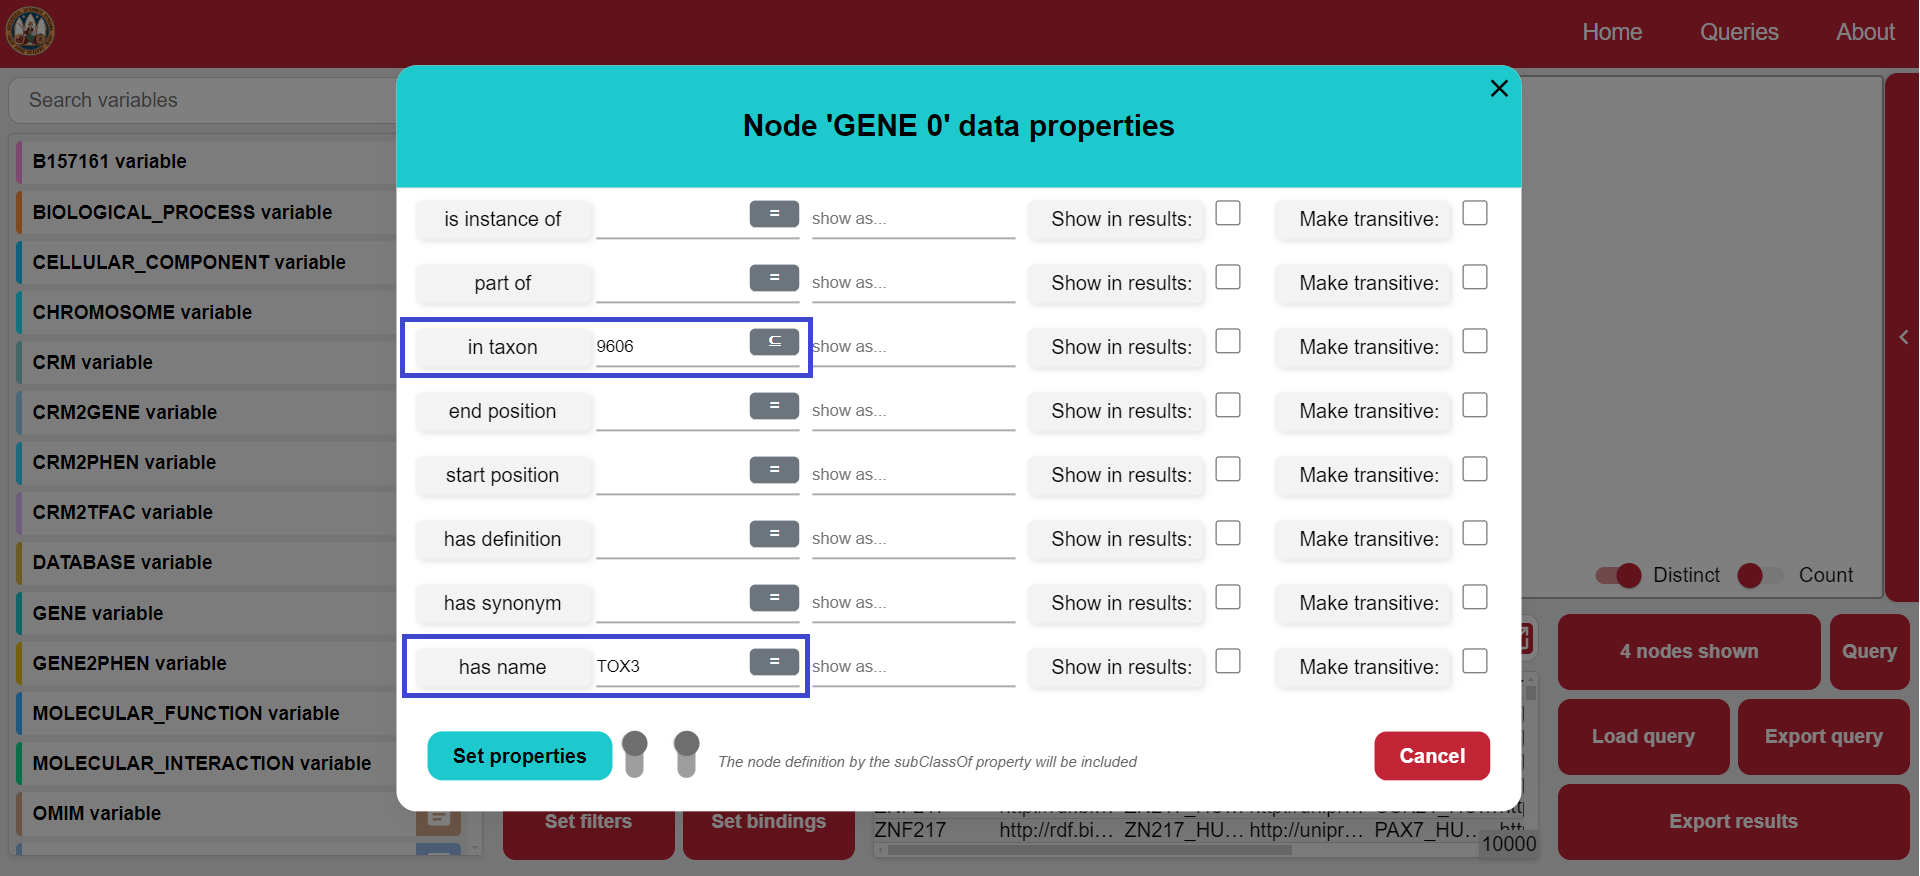 Home Queries About
Search variables
Node 'GENE 0' data properties
B157161 variable
BIOLOGICAL_PROCESS variable
CELLULAR_COMPONENT variable
CHROMOSOME variable
CRM variable
CRM2GENE variable
CRM2PHEN variable
CRM2TFAC variable
DATABASE variable
GENE variable
GENE2PHEN variable
MOLECULAR_FUNCTION variable
MOLECULAR_INTERACTION variable
OMIM variable
is instance of = show as... Show in results: Make transitive:
part of = show as... Show in results: Make transitive:
in taxon 9606 ⊆ show as... Show in results: Make transitive:
end position = show as... Show in results: Make transitive:
start position = show as... Show in results: Make transitive:
has definition = show as... Show in results: Make transitive:
has synonym = show as... Show in results: Make transitive:
has name TOX3 = show as... Show in results: Make transitive:
Set properties The node definition by the subClassOf property will be included Cancel
Distinct Count
4 nodes shown Query
Load query Export query
Export results
Set filters Set bindings
ZNF217 http://rdf.bi... ZN217_HU... http://unipr... PAX7_HU...
10000